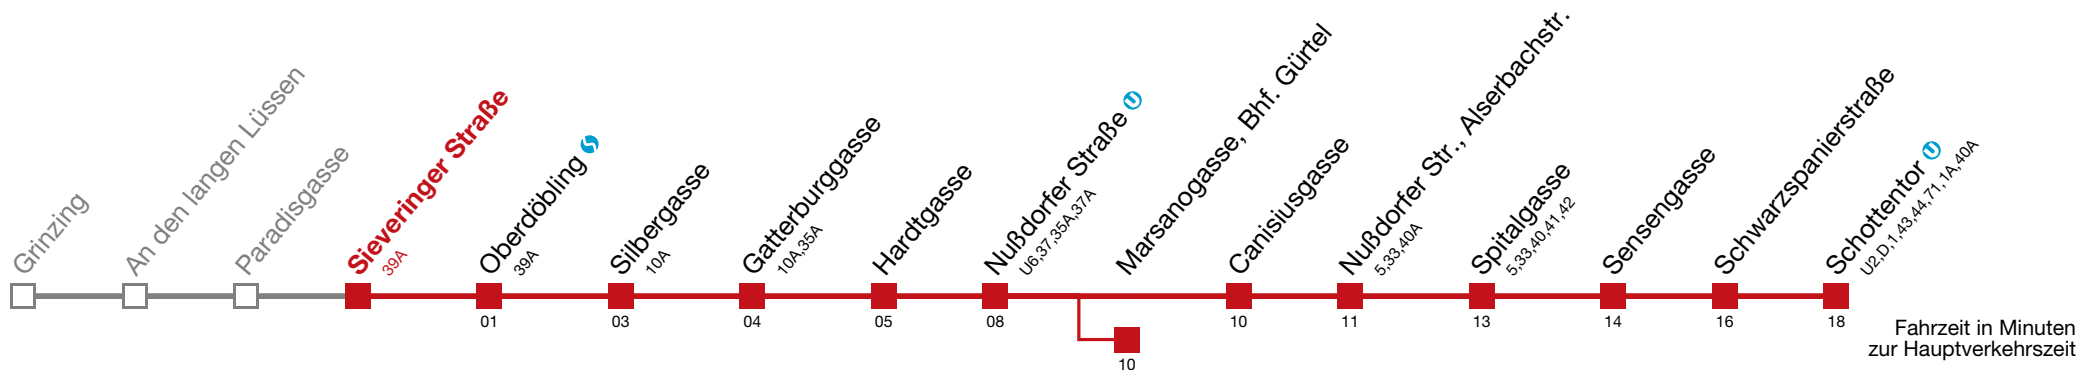 Grinzing
An den langen Lüssen
Paradisgasse
Sieveringer Straße
39A
Oberdöbling
39A
01
Silbergasse
10A
03
Gatterburggasse
10A,35A
04
Hardtgasse
05
Nußdorfer Straße U
U6,37,35A,37A
08
Marsanogasse, Bhf. Gürtel
10
Canisiusgasse
10
Nußdorfer Str., Alserbachstr.
5,33,40A
11
Spitalgasse
5,33,40,41,42
13
Sensengasse
14
Schwarzspanierstraße
16
Schottentor U
U2,D,1,43,44,71,1A,40A
18
Fahrzeit in Minuten
zur Hauptverkehrszeit